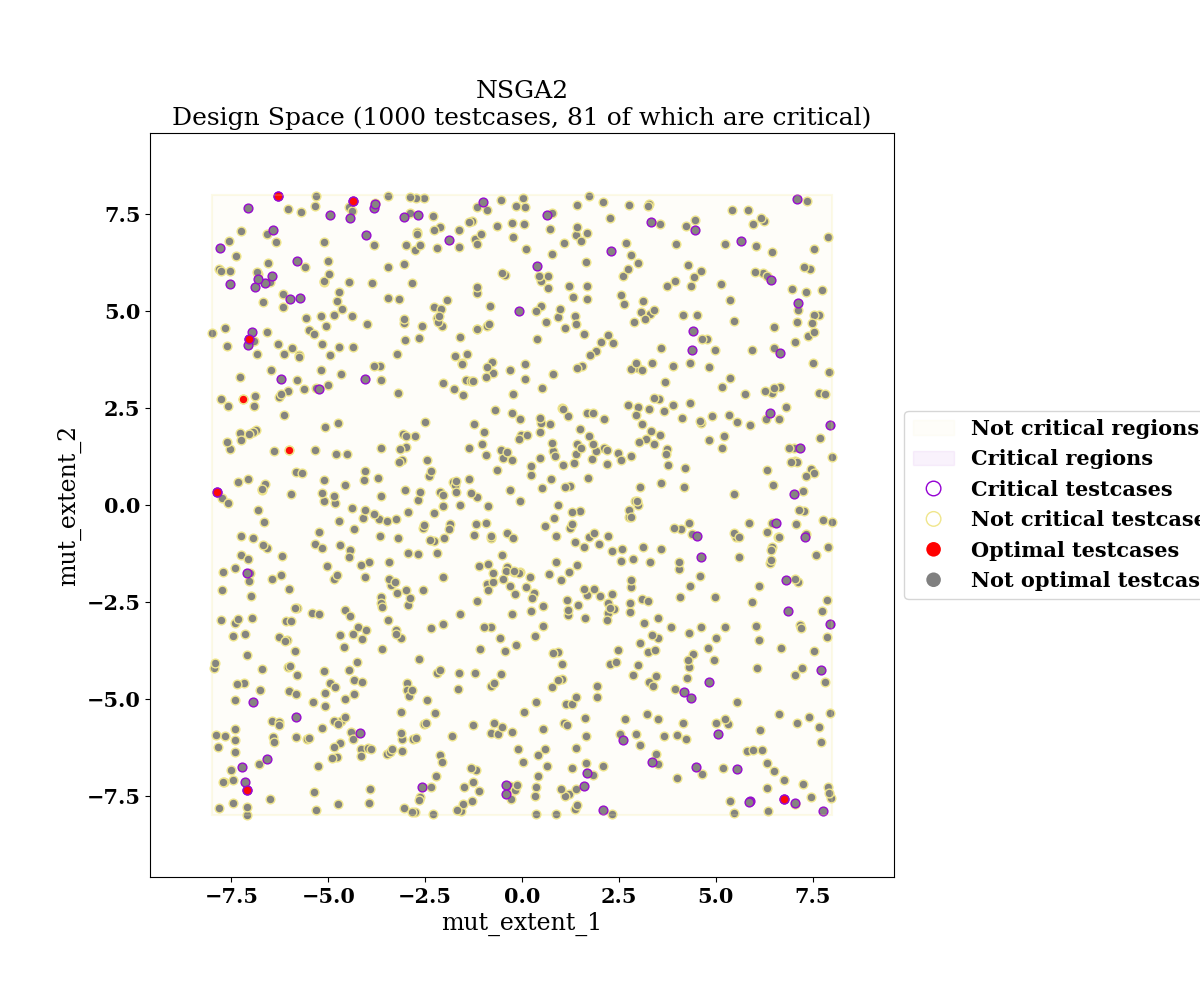 NSGA2
Design Space (1000 testcases, 81 of which are critical)
7.5
5.0
2.5
0.0
−2.5
−5.0
−7.5
mut_extent_2
−7.5 −5.0 −2.5 0.0 2.5 5.0 7.5
mut_extent_1
Not critical regions
Critical regions
Critical testcases
Not critical testcase
Optimal testcases
Not optimal testcas